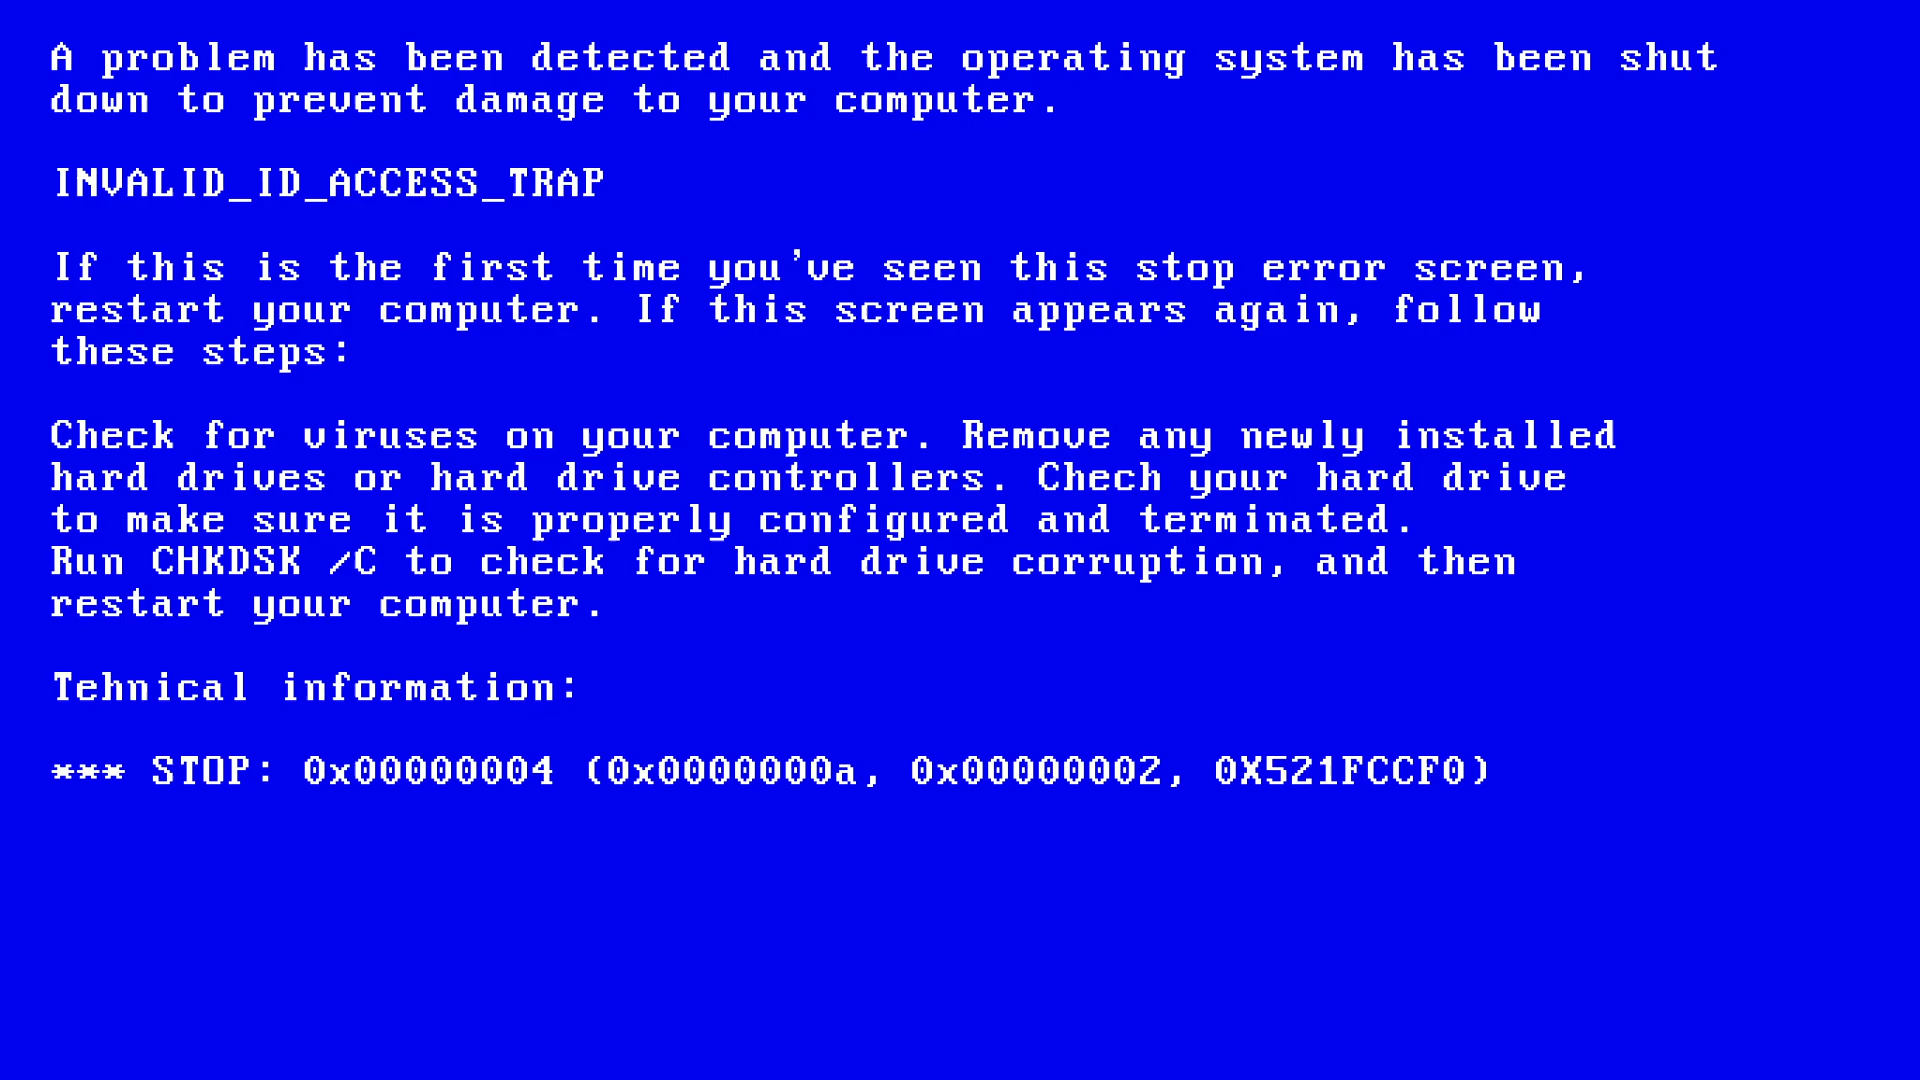 A problem has been detected and the operating system has been shut
down to prevent damage to your computer.
INVALID_ID_ACCESS_TRAP
If this is the first time you've seen this stop error screen,
restart your computer. If this screen appears again, follow
these steps:
Check for viruses on your computer. Remove any newly installed
hard drives or hard drive controllers. Chech your hard drive
to make sure it is properly configured and terminated.
Run CHKDSK /C to check for hard drive corruption, and then
restart your computer.
Tehnical information:
*** STOP: 0x00000004 (0x0000000a, 0x00000002, 0X521FCCF0)